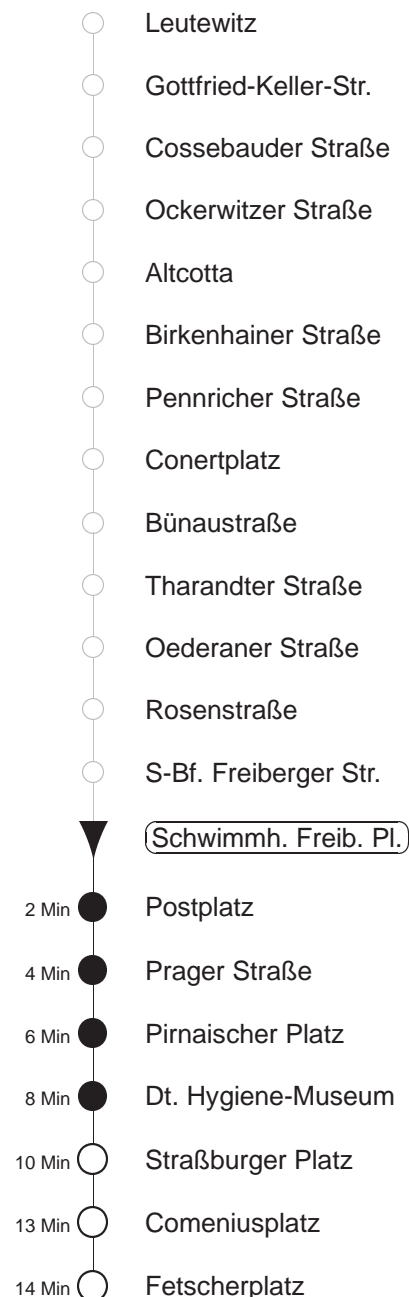 Leutewitz
Gottfried-Keller-Str.
Cossebauder Straße
Ockerwitzer Straße
Altcotta
Birkenhainer Straße
Pennricher Straße
Conertplatz
Bünaustraße
Tharandter Straße
Oederaner Straße
Rosenstraße
S-Bf. Freiberger Str.
Schwimmh. Freib. Pl.
2 Min Postplatz
4 Min Prager Straße
6 Min Pirnaischer Platz
8 Min Dt. Hygiene-Museum
10 Min Straßburger Platz
13 Min Comeniusplatz
14 Min Fetscherplatz